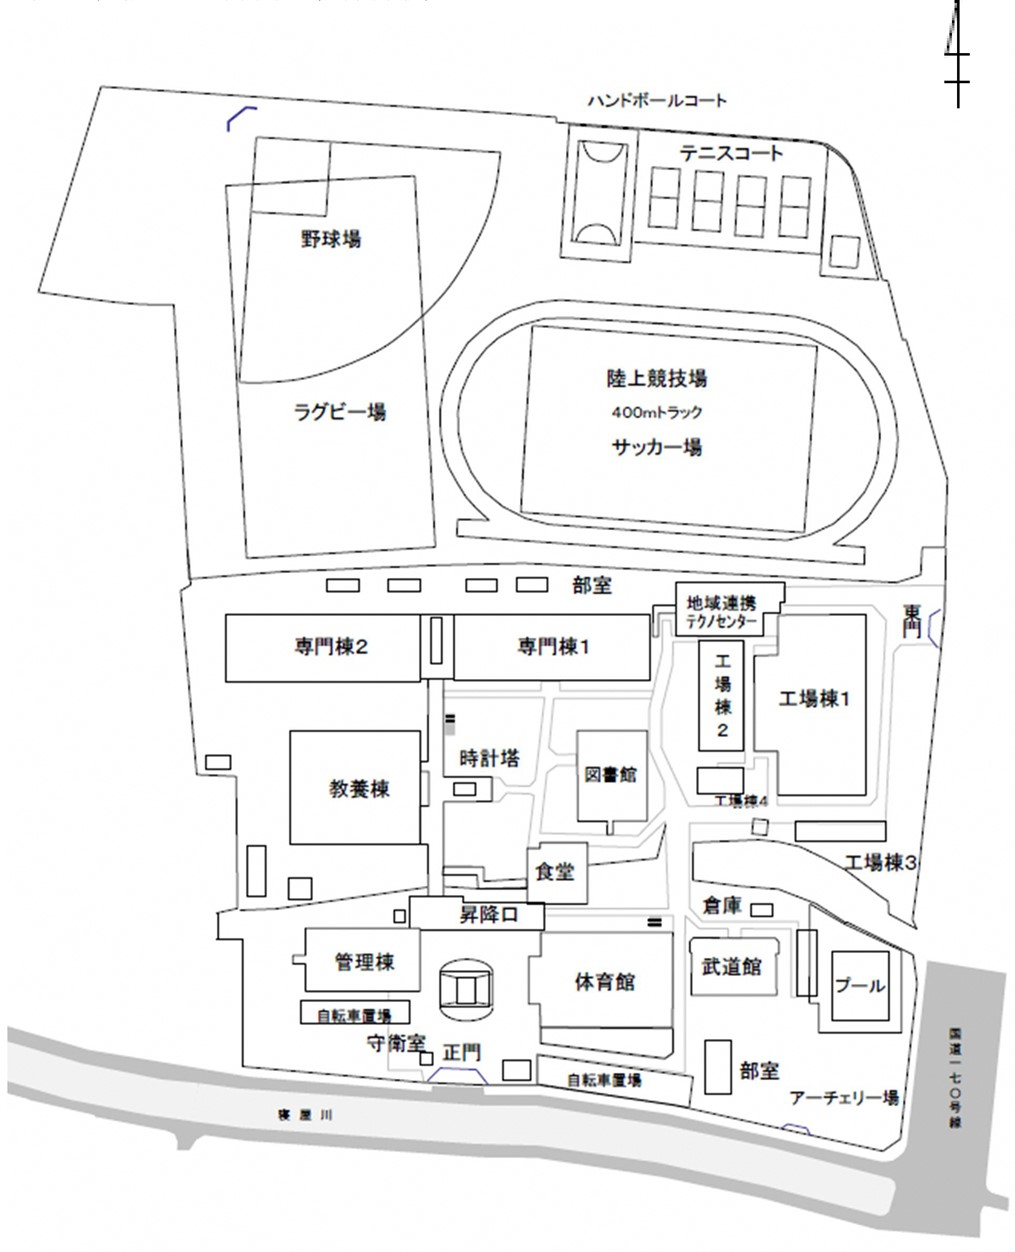 ハンドボールコート
テニスコート
野球場
陸上競技場
400mトラック
サッカー場
ラグビー場
部室
地域連携
テクノセンター
東門
専門棟2
専門棟1
工場棟2
工場棟1
時計塔
図書館
教養棟
工場棟4
工場棟3
食堂
倉庫
昇降口
管理棟
体育館
武道館
プール
自転車置場
守衛室
正門
自転車置場
部室
アーチェリー場
国道一七〇号線
寝屋川